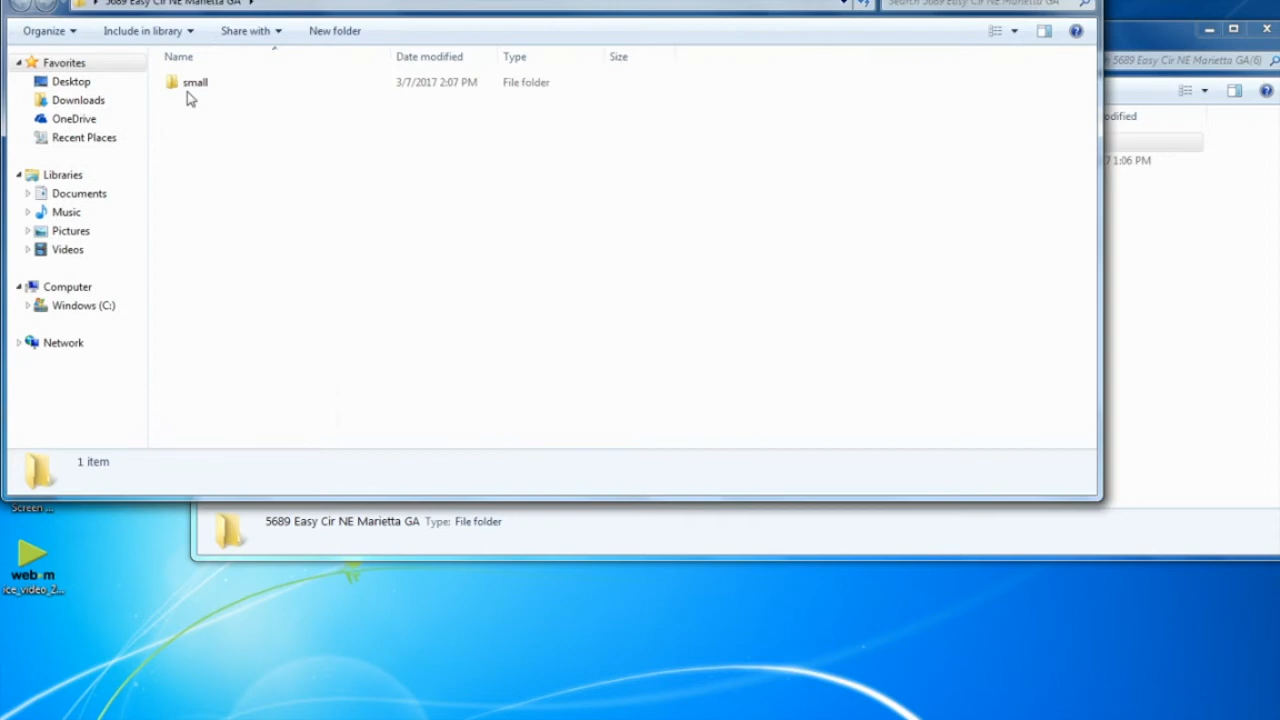 5689 Easy Cir NE Marietta GA
Search 5689 Easy Cir NE Marietta GA
Organize Include in library Share with New folder
5689 Easy Cir NE Marietta GA(6)
Favorites
Name Date modified Type Size
small 3/7/2017 2:07 PM File folder
Desktop
Downloads
OneDrive
Recent Places
odified
7 1:06 PM
Libraries
Documents
Music
Pictures
Videos
Computer
Windows (C:)
Network
1 item
Screen ...
5689 Easy Cir NE Marietta GA Type: File folder
web.m
ice_video_2...